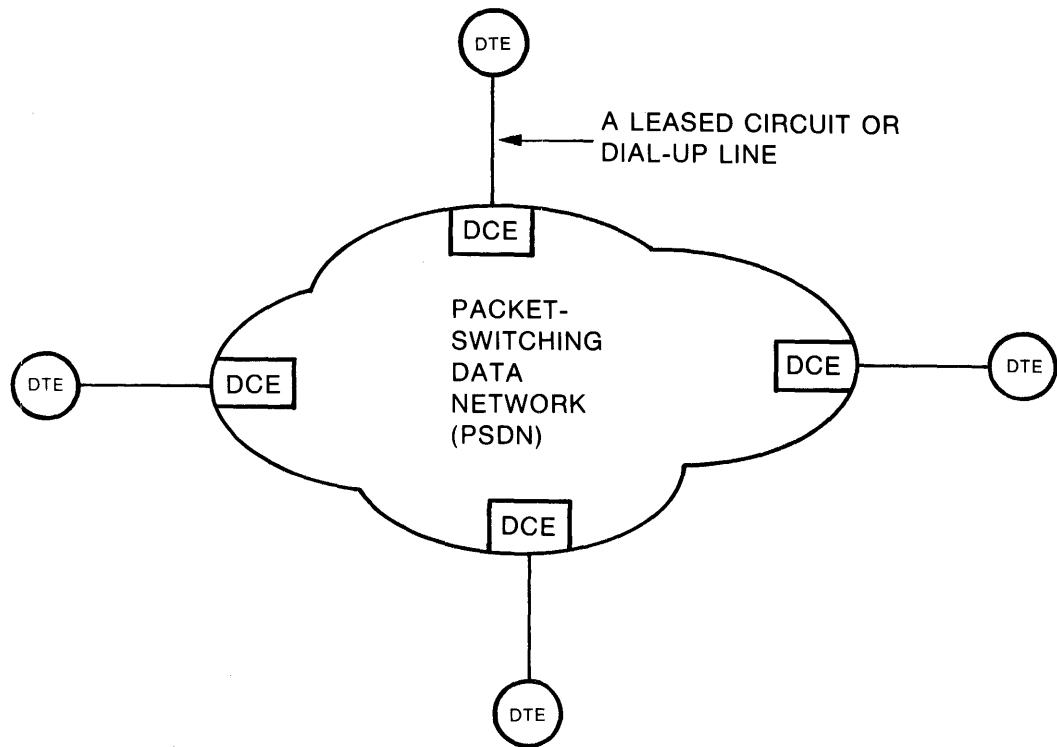 DTE
A LEASED CIRCUIT OR
DIAL-UP LINE
DCE
PACKET-
SWITCHING
DATA
NETWORK
(PSDN)
DTE
DCE
DCE
DTE
DCE
DTE